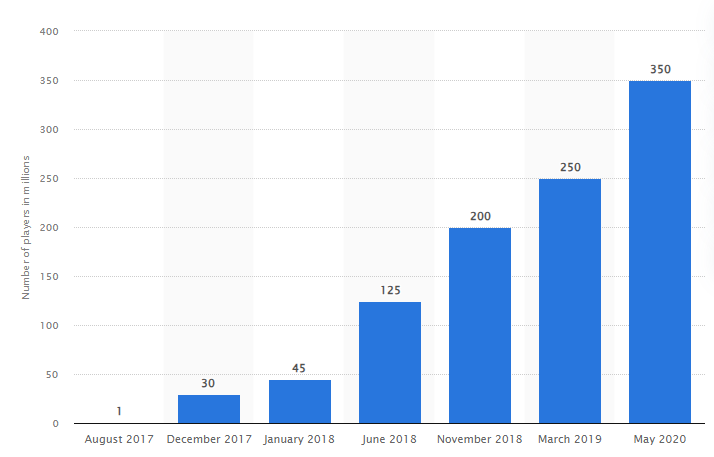 400
350
300
250
200
150
100
50
0
Number of players in millions
1
30
45
125
200
250
350
August 2017
December 2017
January 2018
June 2018
November 2018
March 2019
May 2020